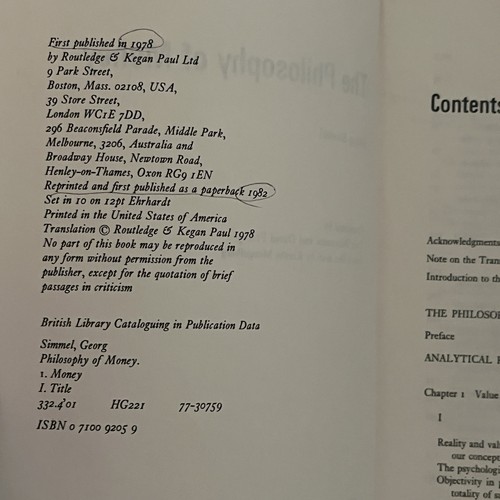 First published in 1978
by Routledge & Kegan Paul Ltd
9 Park Street,
Boston, Mass. 02108, USA,
39 Store Street,
London WC1E 7DD,
296 Beaconsfield Parade, Middle Park,
Melbourne, 3206, Australia and
Broadway House, Newtown Road,
Henley-on-Thames, Oxon RG9 1EN
Reprinted and first published as a paperback 1982
Set in 10 on 12pt Ehrhardt
Printed in the United States of America
Translation © Routledge & Kegan Paul 1978
No part of this book may be reproduced in
any form without permission from the
publisher, except for the quotation of brief
passages in criticism
British Library Cataloguing in Publication Data
Simmel, Georg
Philosophy of Money.
1. Money
I. Title
332.4'01 HG221 77-30759
ISBN 0 7100 9205 9
Contents
Acknowledgments
Note on the Tran
Introduction to th
THE PHILOSOP
Preface
ANALYTICAL P
Chapter 1 Value
I
Reality and val
our concept
The psychologi
Objectivity in
totality of